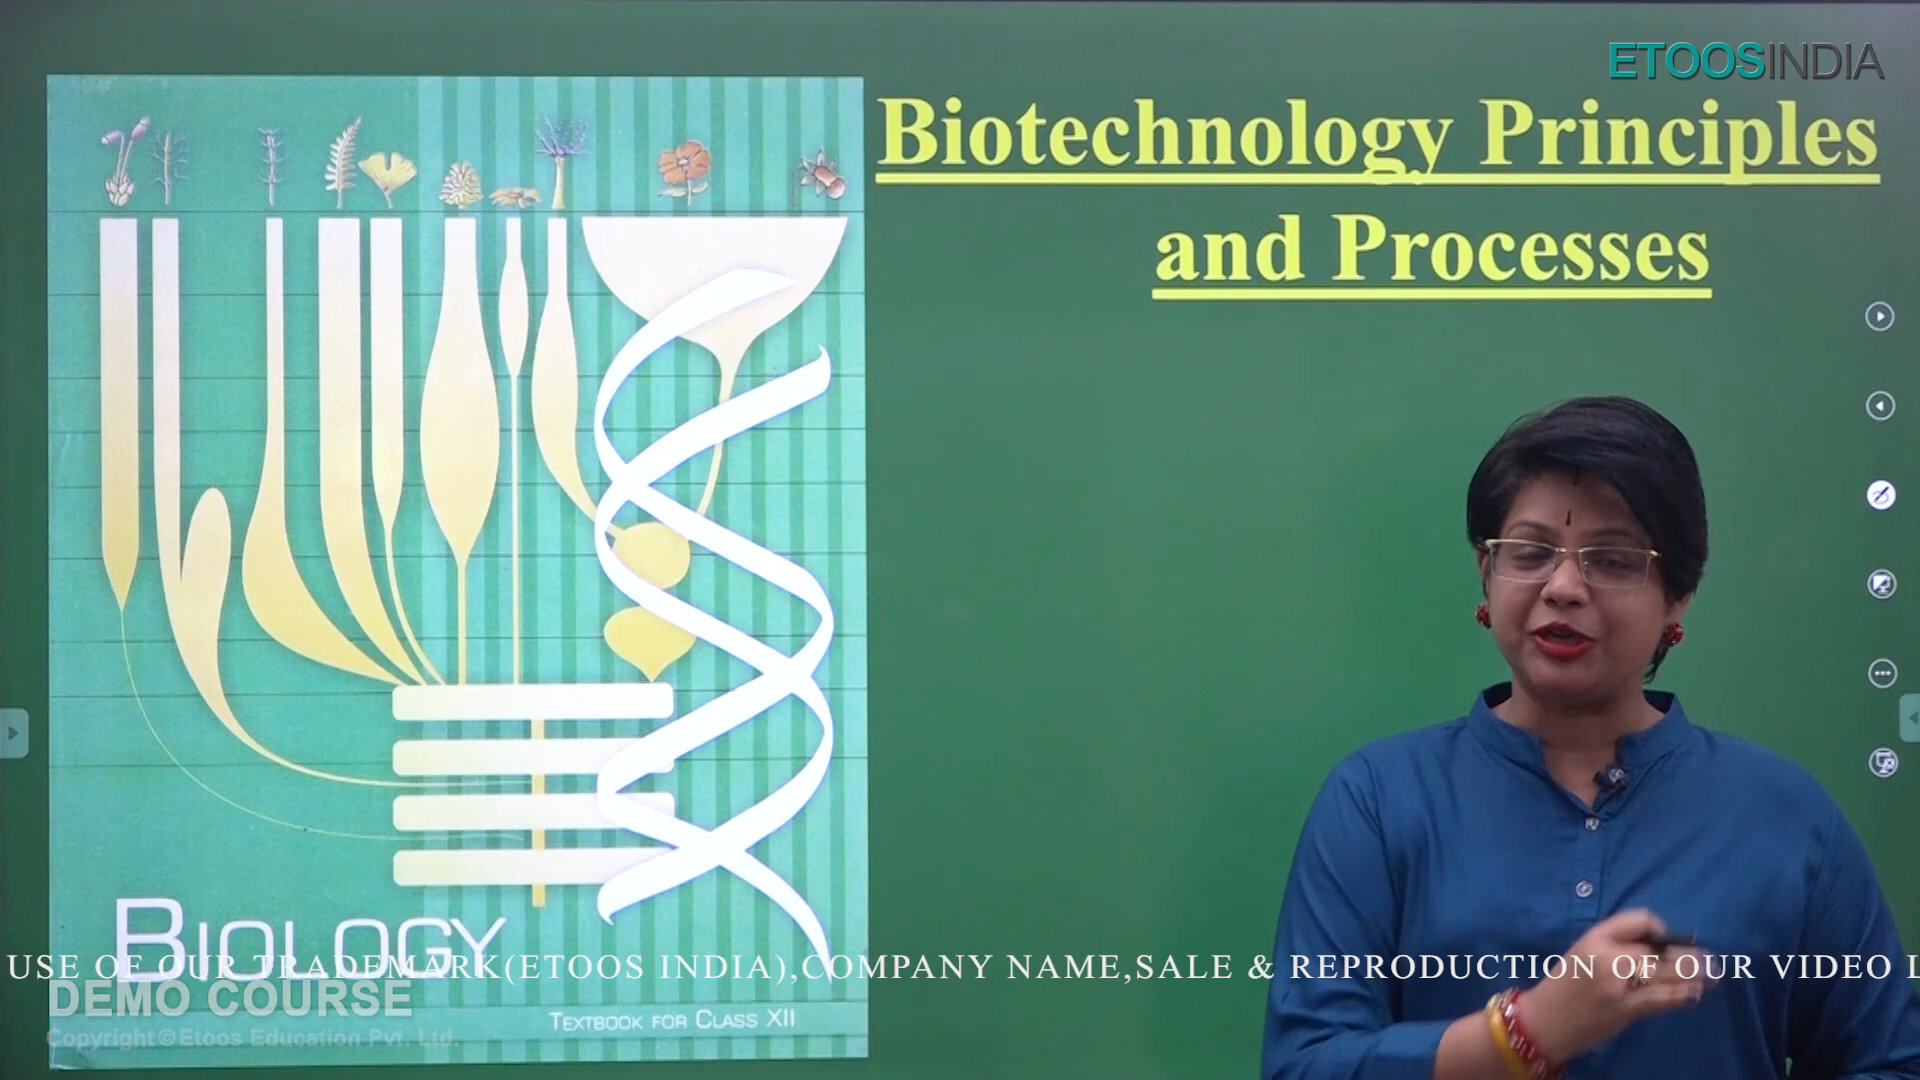 ETOOSINDIA
Biotechnology Principles
and Processes
BIOLOGY
USE OF OUR TRADEMARK(ETOOS INDIA),COMPANY NAME,SALE & REPRODUCTION OF OUR VIDEO L
DEMO COURSE
TEXTBOOK FOR CLASS XII
Copyright © Etoos Education Pvt. Ltd.